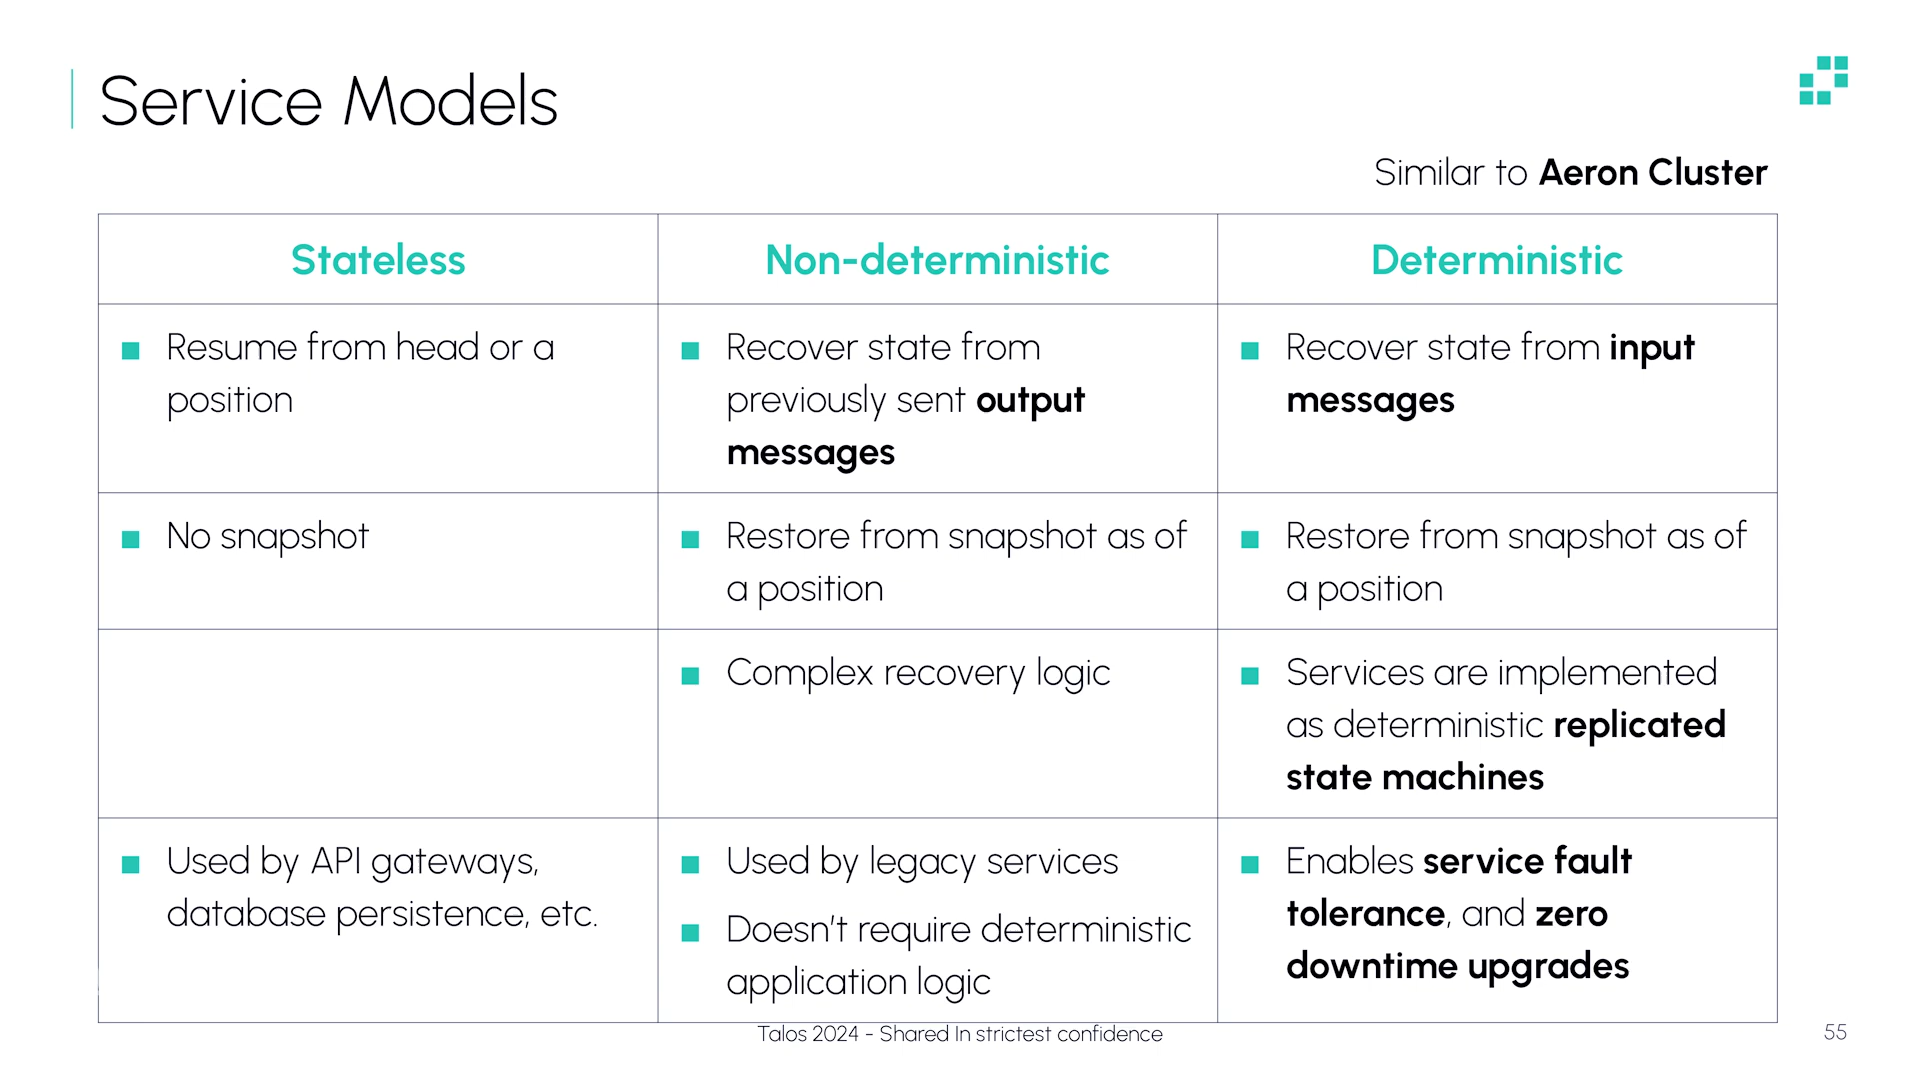 Service Models
Similar to Aeron Cluster
Stateless
Non-deterministic
Deterministic
Resume from head or a
position
Recover state from
previously sent output
messages
Recover state from input
messages
No snapshot
Restore from snapshot as of
a position
Restore from snapshot as of
a position
Complex recovery logic
Services are implemented
as deterministic replicated
state machines
Used by API gateways,
database persistence, etc.
Used by legacy services
Doesn't require deterministic
application logic
Enables service fault
tolerance, and zero
downtime upgrades
Talos 2024 - Shared In strictest confidence
55